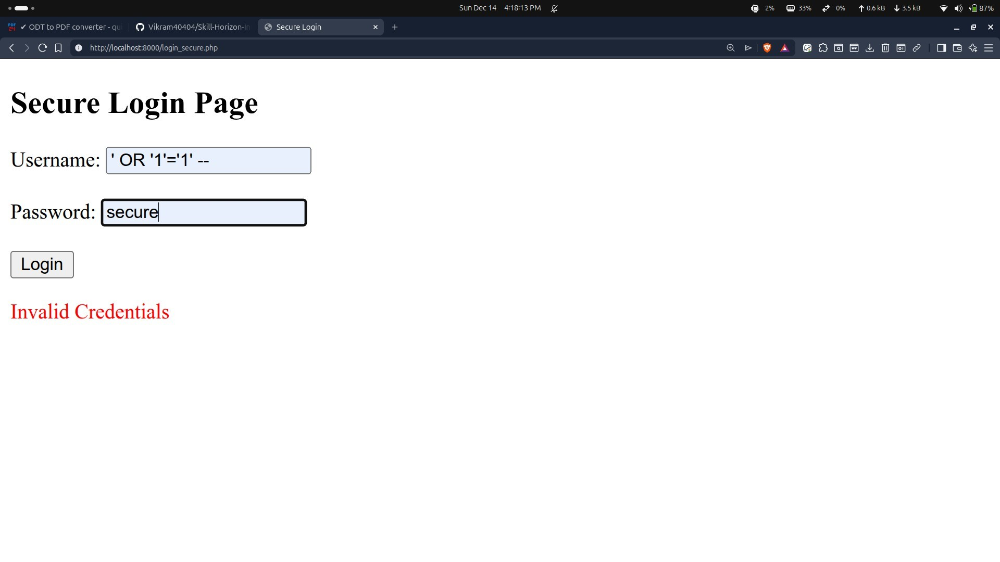 Sun Dec 14 4:18:13 PM 2% 33% 0% 0.6 kB 3.5 kB 87%
PDF 24 ✔ ODT to PDF converter - qu Vikram40404/Skill-Horizon-In Secure Login
http://localhost:8000/login_secure.php
Secure Login Page
Username: ' OR '1'='1' --
Password: secure
Login
Invalid Credentials